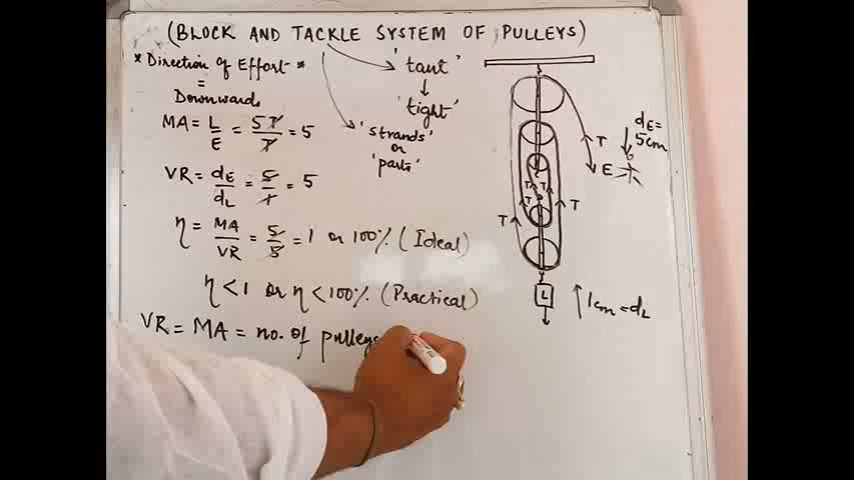 (BLOCK AND TACKLE SYSTEM OF PULLEYS)
* Direction of Effort *
=
Downwards
'taut'
↓
'tight'
'strands'
or
'parts'
MA = L/E = 5T/T = 5
VR = dE/dL = 5/1 = 5
η = MA/VR = 5/5 = 1 or 100% (Ideal)
η < 1 or η < 100% (Practical)
VR = MA = no. of pulleys
dE = 5cm
T
E
T T
T T
T T
L
1cm = dL